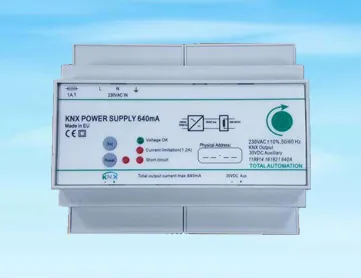 1A T L N 230VAC IN
KNX POWER SUPPLY 640mA
Made in EU
CE
Voltage OK
Current limitation(1.2A)
Short circuit
Physical Address:
230VAC ±10%,50/60 Hz
KNX Output
30VDC Auxiliary
TOTAL AUTOMATION
KNX Total output current max .640mA 30VDC Aux